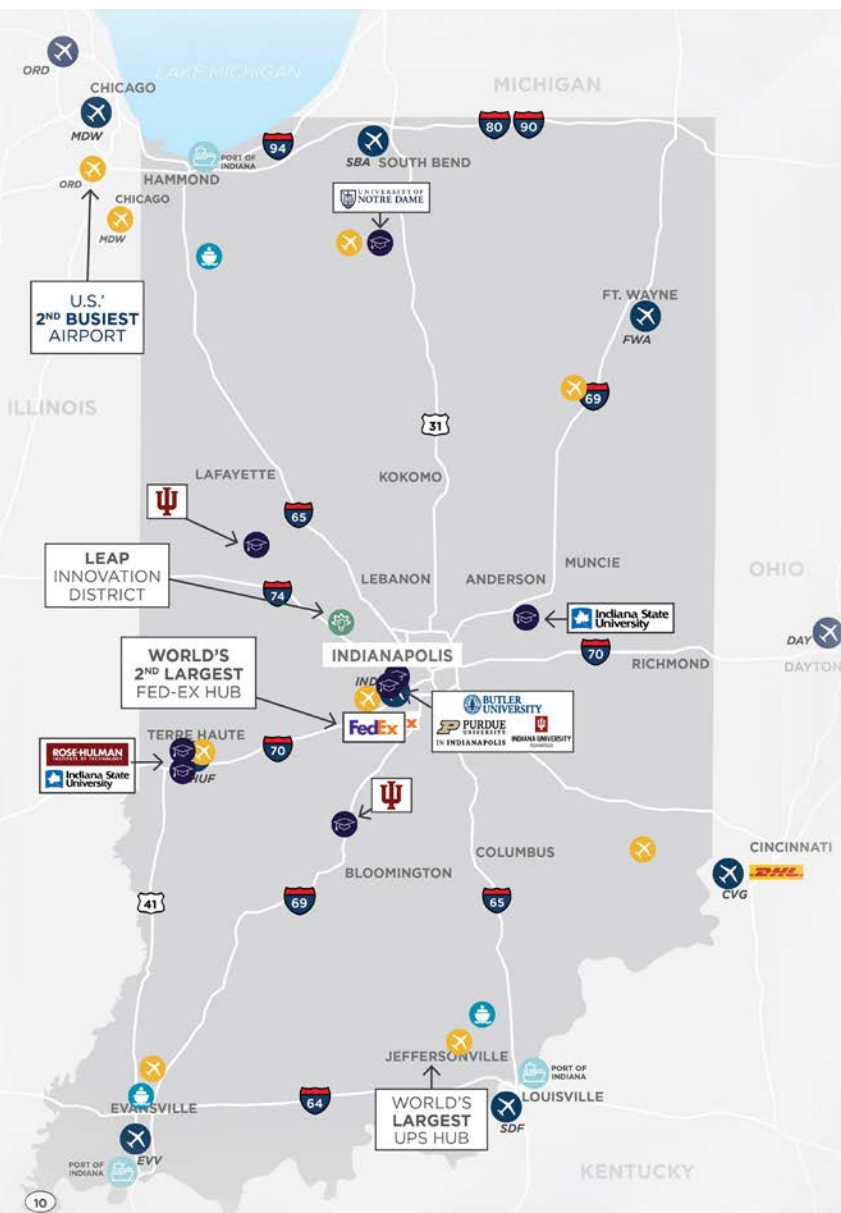 ORD
LAKE MICHIGAN
MICHIGAN
CHICAGO
MDW
94
80
90
PORT OF
INDIANA
SBA
SOUTH BEND
ORD
HAMMOND
CHICAGO
MDW
UNIVERSITY OF
NOTRE DAME
U.S.'
2ND BUSIEST
AIRPORT
FT. WAYNE
FWA
69
ILLINOIS
31
LAFAYETTE
KOKOMO
65
LEAP
INNOVATION
DISTRICT
74
LEBANON
ANDERSON
MUNCIE
OHIO
Indiana State
University
DAY
DAYTON
WORLD'S
2ND LARGEST
FED-EX HUB
INDIANAPOLIS
IND
70
RICHMOND
BUTLER
UNIVERSITY
PURDUE
UNIVERSITY
IN INDIANAPOLIS
INDIANA UNIVERSITY
FedEx
x
TERRE HAUTE
70
ROSE-HULMAN
INSTITUTE OF TECHNOLOGY
Indiana State
University
HUF
COLUMBUS
BLOOMINGTON
CINCINNATI
DHL
CVG
41
69
65
JEFFERSONVILLE
PORT OF
INDIANA
LOUISVILLE
SDF
WORLD'S
LARGEST
UPS HUB
EVANSVILLE
64
EVV
PORT OF
INDIANA
KENTUCKY
10